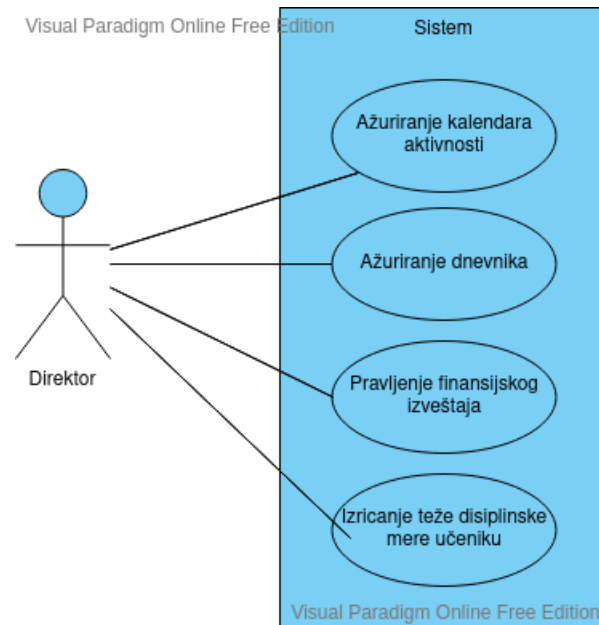 Visual Paradigm Online Free Edition
Sistem
Ažuriranje kalendara
aktivnosti
Ažuriranje dnevnika
Direktor
Pravljenje finansijskog
izveštaja
Izricanje teže disiplinske
mere učeniku
Visual Paradigm Online Free Edition